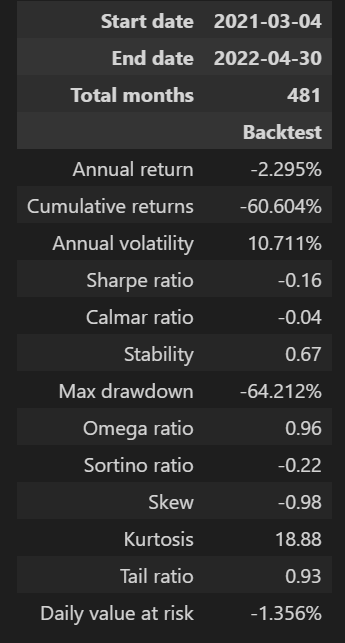 Start date 2021-03-04
End date 2022-04-30
Total months 481
Backtest
Annual return -2.295%
Cumulative returns -60.604%
Annual volatility 10.711%
Sharpe ratio -0.16
Calmar ratio -0.04
Stability 0.67
Max drawdown -64.212%
Omega ratio 0.96
Sortino ratio -0.22
Skew -0.98
Kurtosis 18.88
Tail ratio 0.93
Daily value at risk -1.356%